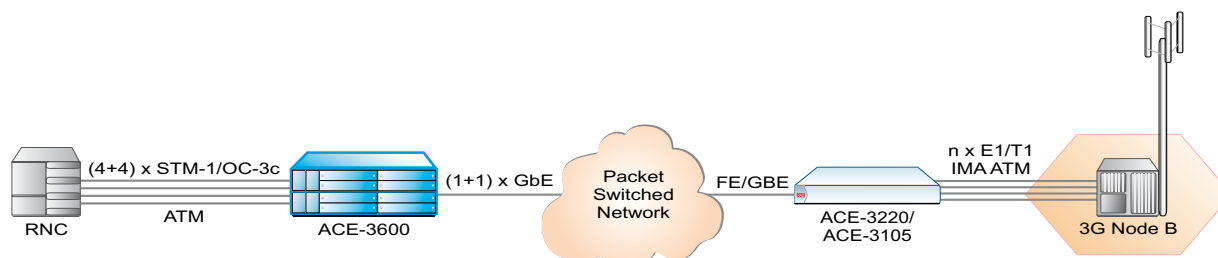 RNC
(4+4) x STM-1/OC-3c
ATM
ACE-3600
(1+1) x GbE
Packet
Switched
Network
FE/GBE
ACE-3220/
ACE-3105
n x E1/T1
IMA ATM
3G Node B